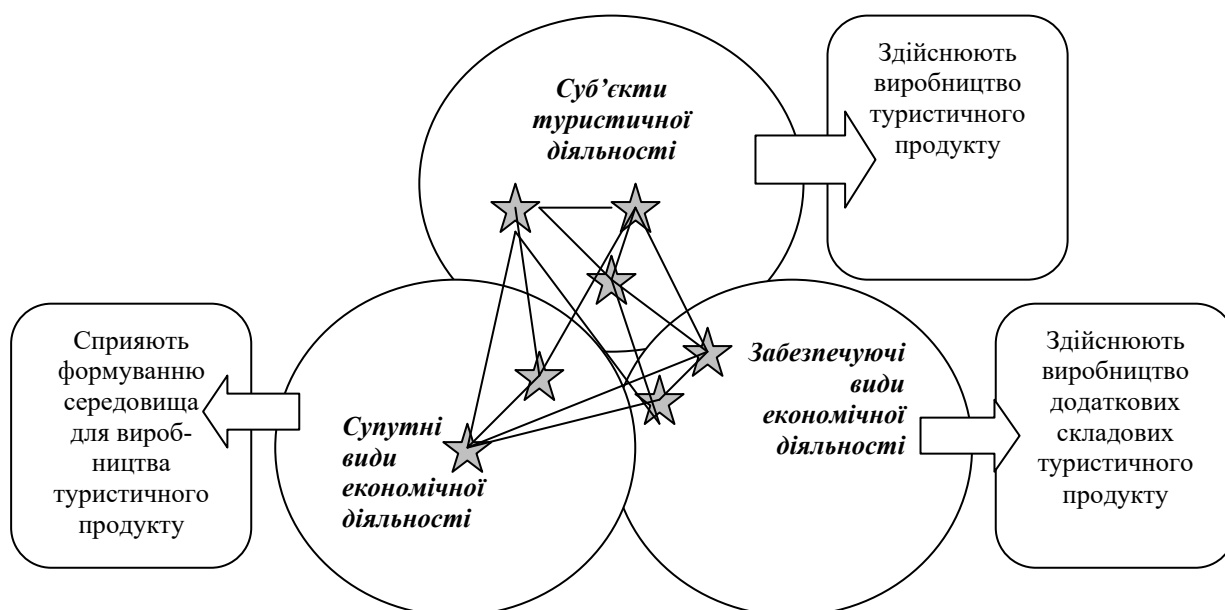 Суб’єкти
туристичної
діяльності
Здійснюють
виробництво
туристичного
продукту
Сприяють
формуванню
середовища
для вироб-
ництва
туристичного
продукту
Супутні
види
економічної
діяльності
Забезпечуючі
види
економічної
діяльності
Здійснюють
виробництво
додаткових
складових
туристичного
продукту